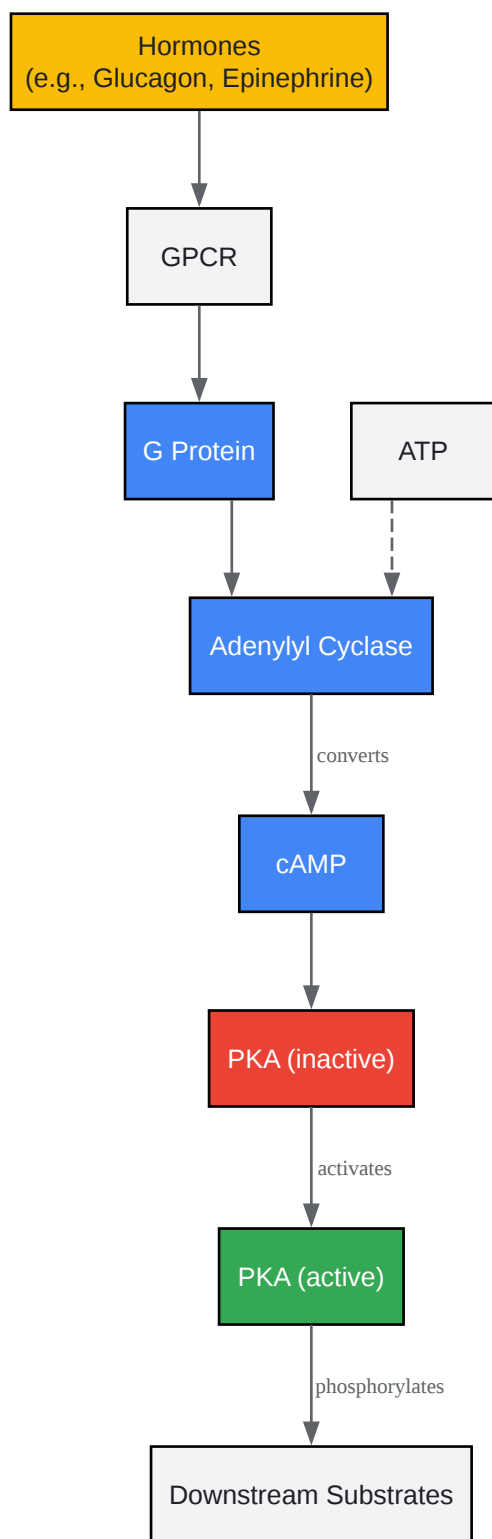 Hormones
(e.g., Glucagon, Epinephrine)
GPCR
G Protein
ATP
Adenylyl Cyclase
converts
cAMP
PKA (inactive)
activates
PKA (active)
phosphorylates
Downstream Substrates